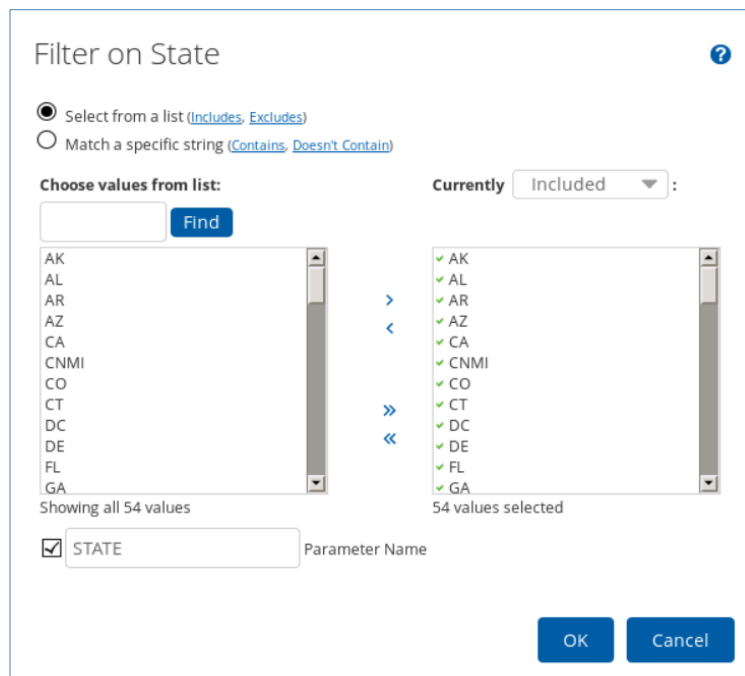 Filter on State
Select from a list (Includes, Excludes)
Match a specific string (Contains, Doesn't Contain)
Choose values from list:
Find
AK
AL
AR
AZ
CA
CNMI
CO
CT
DC
DE
FL
GA
Showing all 54 values
Currently Included :
AK
AL
AR
AZ
CA
CNMI
CO
CT
DC
DE
FL
GA
54 values selected
STATE Parameter Name
OK Cancel